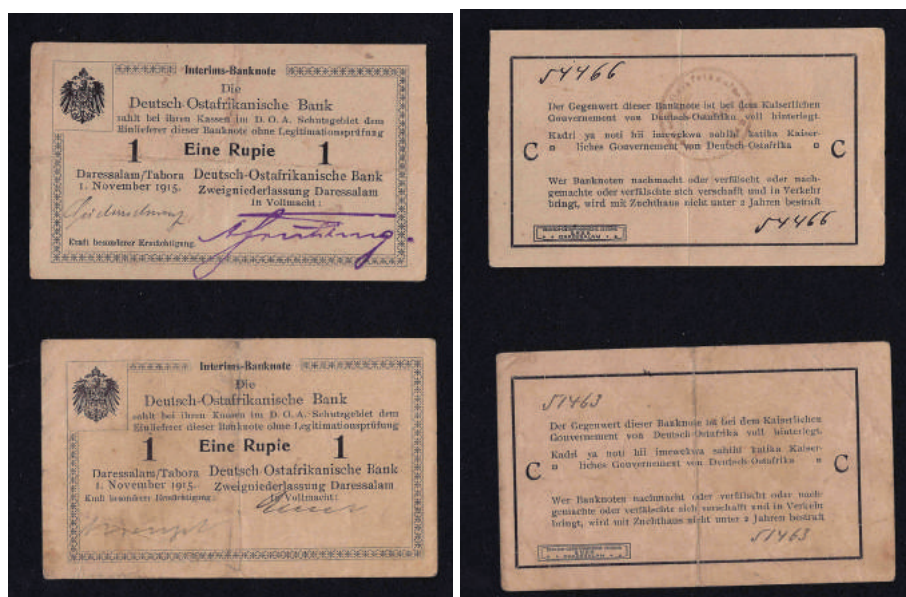 Interims-Banknote
Die
Deutsch-Ostafrikanische Bank
zahlt bei ihren Kassen im D. O. A. Schutzgebiet dem
Einlieferer dieser Banknote ohne Legitimationsprüfung
1 Eine Rupie 1
Daressalam/Tabora
1. November 1915.
Deutsch-Ostafrikanische Bank
Zweigniederlassung Daressalam
In Vollmacht:
Kraft besonderer Ermächtigung.
54466
Der Gegenwert dieser Banknote ist bei dem Kaiserlichen
Gouvernement von Deutsch-Ostafrika voll hinterlegt.
Kadri ya noti hii imewekwa sahihi katika Kaiser-
liches Gouvernement von Deutsch-Ostafrika
C C
Wer Banknoten nachmacht oder verfälscht oder nach-
gemachte oder verfälschte sich verschafft und in Verkehr
bringt, wird mit Zuchthaus nicht unter 2 Jahren bestraft
54466
Interims-Banknote
Die
Deutsch-Ostafrikanische Bank
zahlt bei ihren Kassen im D. O. A. Schutzgebiet dem
Einlieferer dieser Banknote ohne Legitimationsprüfung
1 Eine Rupie 1
Daressalam/Tabora
1. November 1915.
Deutsch-Ostafrikanische Bank
Zweigniederlassung Daressalam
Kraft besonderer Ermächtigung:
In Vollmacht:
51463
Der Gegenwert dieser Banknote ist bei dem Kaiserlichen
Gouvernement von Deutsch-Ostafrika voll hinterlegt.
Kadri ya noti hii imewekwa sahihi katika Kaiser-
liches Gouvernement von Deutsch-Ostafrika
C C
Wer Banknoten nachmacht oder verfälscht oder nach-
gemachte oder verfälschte sich verschafft und in Verkehr
bringt, wird mit Zuchthaus nicht unter 2 Jahren bestraft
51463